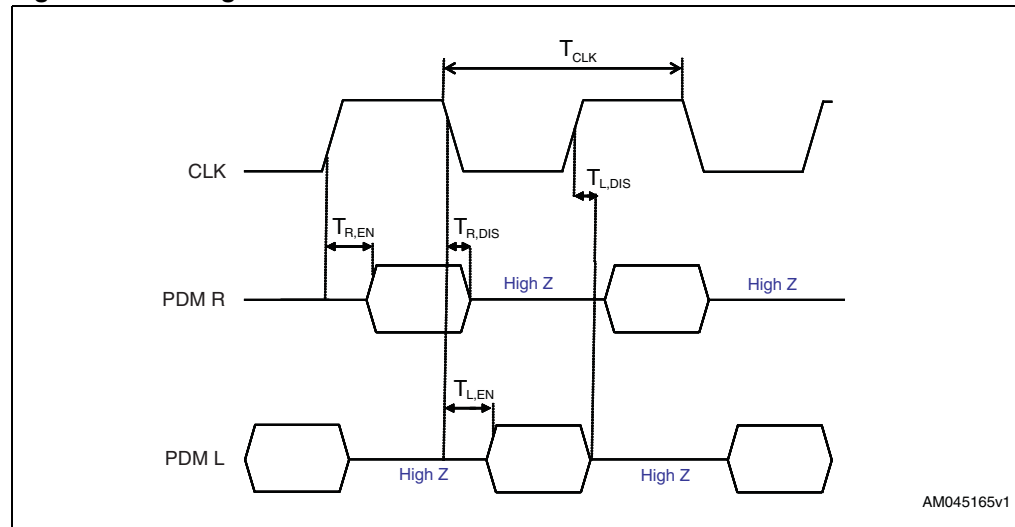 T_CLK
CLK
T_L,DIS
T_R,EN
T_R,DIS
PDM R
High Z
High Z
T_L,EN
PDM L
High Z
High Z
AM045165v1